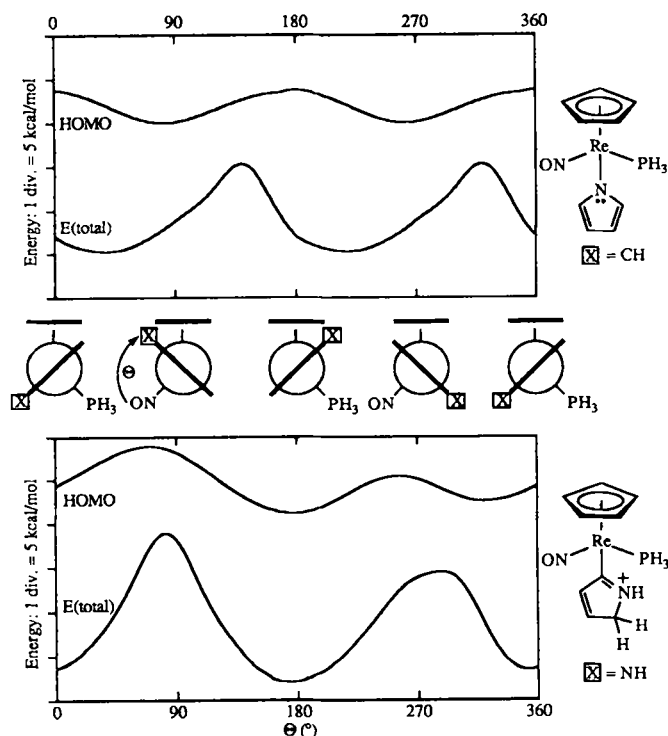 0 90 180 270 360
Energy: 1 div. = 5 kcal/mol
HOMO
E(total)
Re
ON
PH3
N
X = CH
X
PH3
X
Θ
ON
X
PH3
ON
X
X
PH3
Energy: 1 div. = 5 kcal/mol
HOMO
E(total)
Re
ON
PH3
+
NH
H
H
X = NH
0 90 180 270 360
Θ (°)